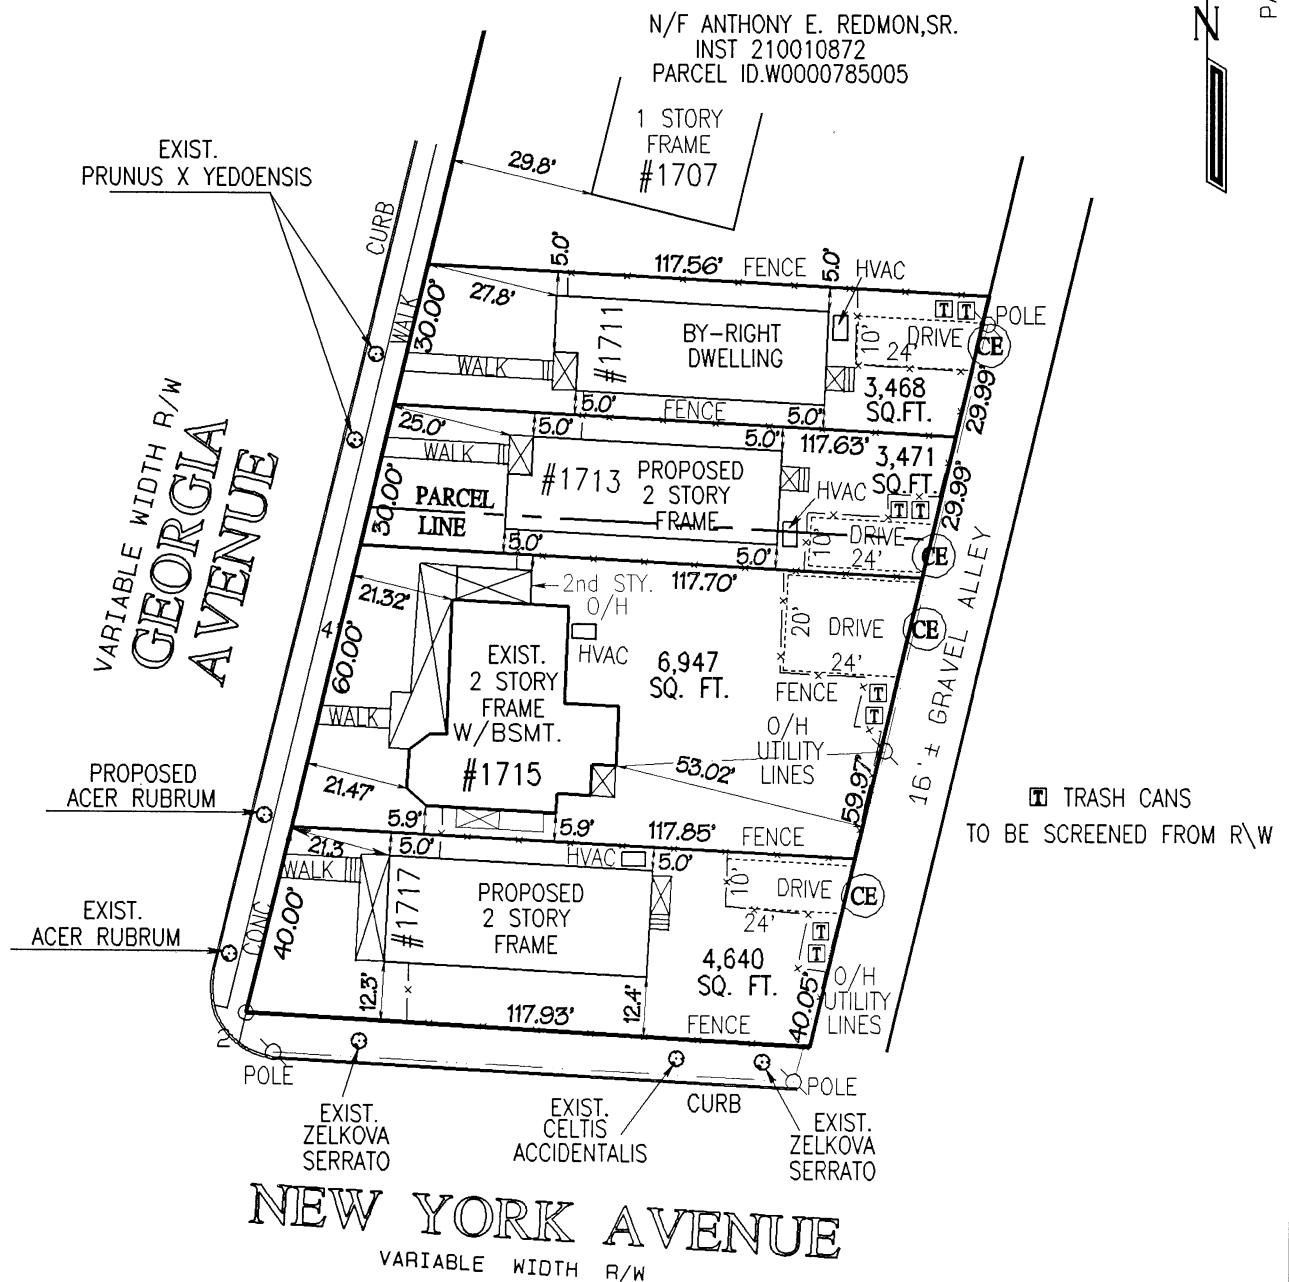 N/F ANTHONY E. REDMON,SR.
INST 210010872
PARCEL ID.W0000785005
N
1 STORY
FRAME
#1707
29.8'
EXIST.
PRUNUS X YEDOENSIS
CURB
WALK
5.0'
117.56'
FENCE
5.0'
HVAC
27.8'
30.00'
#1711
BY-RIGHT
DWELLING
T T
POLE
DRIVE
10'
24'
CE
WALK
3,468
SQ.FT.
29.99'
5.0'
FENCE
5.0'
25.0'
5.0'
5.0'
117.63'
WALK
3,471
SQ.FT.
#1713
PROPOSED
2 STORY
FRAME
HVAC
T T
29.99'
30.00'
PARCEL
LINE
DRIVE
10'
24'
CE
5.0'
5.0'
117.70'
VARIABLE WIDTH R/W
GEORGIA
AVENUE
2nd STY.
O/H
21.32'
4'
60.00'
HVAC
EXIST.
2 STORY
FRAME
W/BSMT.
#1715
6,947
SQ. FT.
20'
DRIVE
24'
CE
FENCE
T
T
WALK
O/H
UTILITY
LINES
53.02'
59.97'
16' ± GRAVEL ALLEY
PROPOSED
ACER RUBRUM
21.47'
T TRASH CANS
TO BE SCREENED FROM R\W
5.9'
5.9'
117.85'
FENCE
21.3
5.0'
HVAC
5.0'
WALK
#1717
PROPOSED
2 STORY
FRAME
10'
DRIVE
24'
CE
EXIST.
ACER RUBRUM
CONC
40.00'
T
T
4,640
SQ. FT.
40.05'
O/H
UTILITY
LINES
12.3'
117.93'
12.4'
FENCE
POLE
POLE
CURB
EXIST.
ZELKOVA
SERRATO
EXIST.
CELTIS
ACCIDENTALIS
EXIST.
ZELKOVA
SERRATO
NEW YORK AVENUE
VARIABLE WIDTH R/W